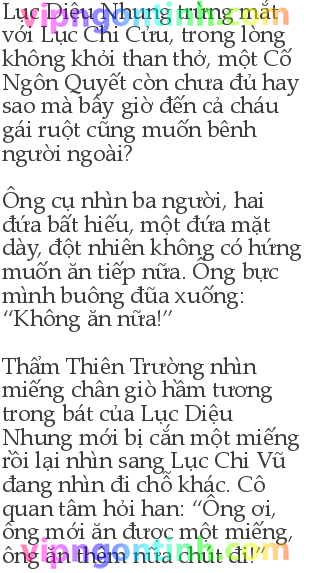 Lục Diệu Nhung trừng mắt
vipngontinh.com
với Lục Chi Cửu, trong lòng
không khỏi than thở, một Cố
Ngôn Quyết còn chưa đủ hay
sao mà bây giờ đến cả cháu
gái ruột cũng muốn bênh
người ngoài?
Ông cụ nhìn ba người, hai
đứa bất hiếu, một đứa mặt
dày, đột nhiên không có hứng
muốn ăn tiếp nữa. Ông bực
mình buông đũa xuống:
“Không ăn nữa!”
Thẩm Thiên Trường nhìn
miếng chân giò hầm tương
trong bát của Lục Diệu
Nhung mới bị cắn một miếng
rồi lại nhìn sang Lục Chi Vũ
đang nhìn đi chỗ khác. Cô
quan tâm hỏi han: “Ông ơi,
ông mới ăn được một miếng,
ông ăn thêm nữa chút đi!”
vipngontinh.com